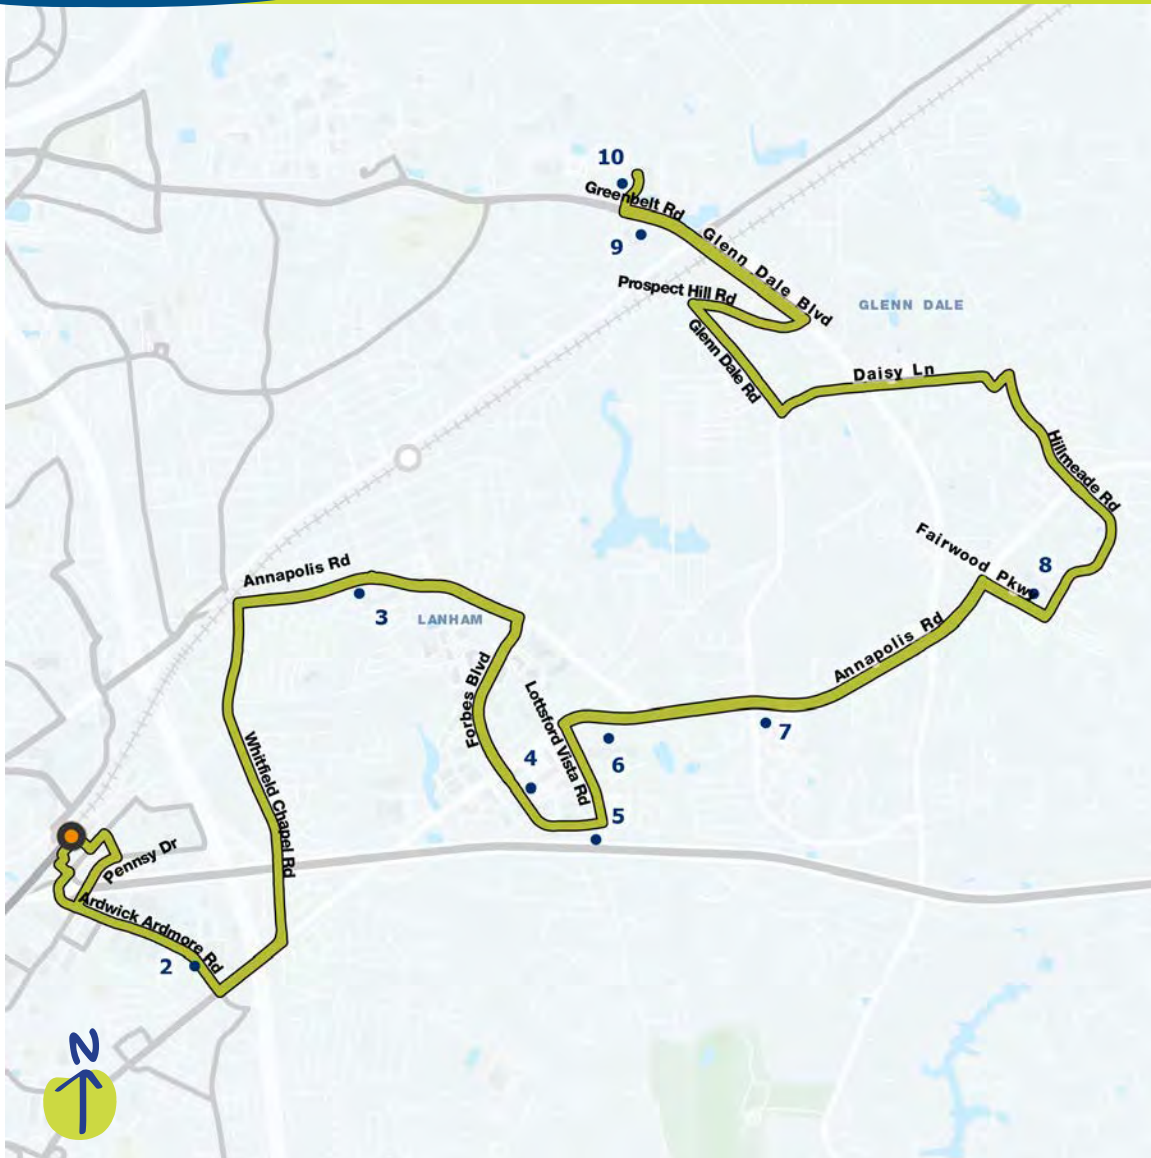 10
Greenbelt Rd
9
Glenn Dale Blvd
Prospect Hill Rd
GLENN DALE
Glenn Dale Rd
Daisy Ln
Hillmeade Rd
Fairwood Pkwy
8
Annapolis Rd
3
LANHAM
Annapolis Rd
Forbes Blvd
Lottsford Vista Rd
7
4
6
Whitfield Chapel Rd
5
Pennsy Dr
Ardwick Ardmore Rd
2
N